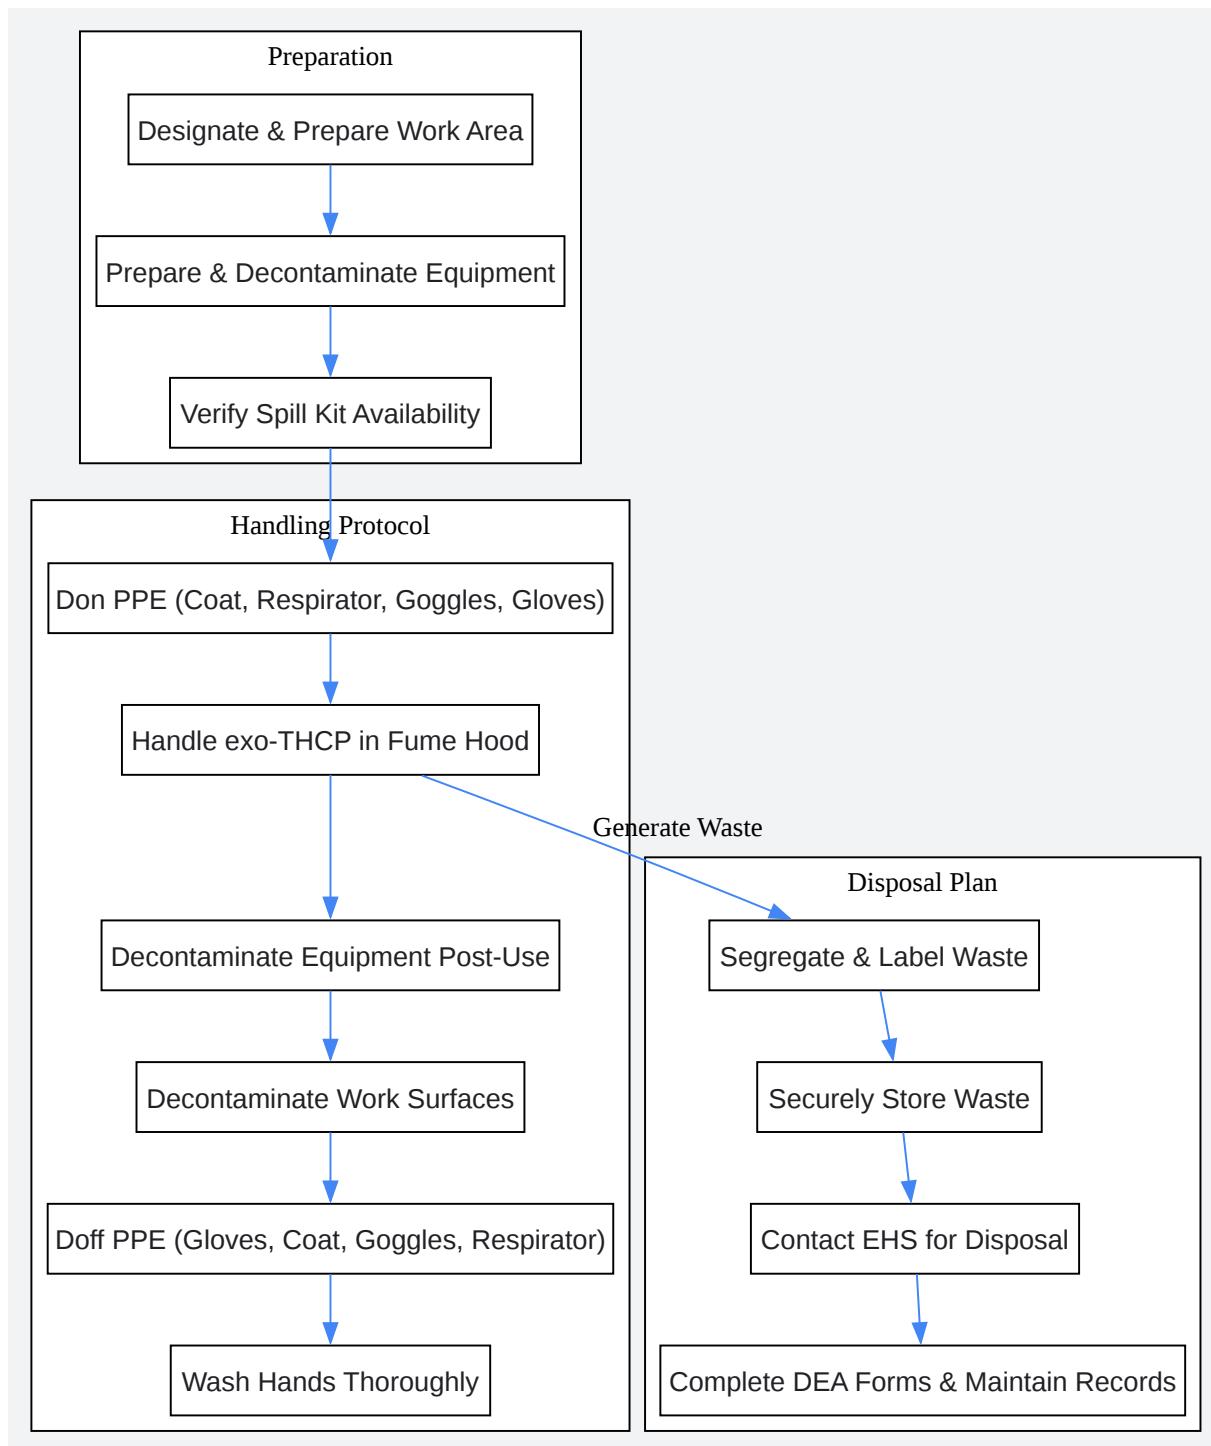 Preparation
Designate & Prepare Work Area
Prepare & Decontaminate Equipment
Verify Spill Kit Availability
Handling Protocol
Don PPE (Coat, Respirator, Goggles, Gloves)
Handle exo-THCP in Fume Hood
Generate Waste
Decontaminate Equipment Post-Use
Decontaminate Work Surfaces
Doff PPE (Gloves, Coat, Goggles, Respirator)
Wash Hands Thoroughly
Disposal Plan
Segregate & Label Waste
Securely Store Waste
Contact EHS for Disposal
Complete DEA Forms & Maintain Records